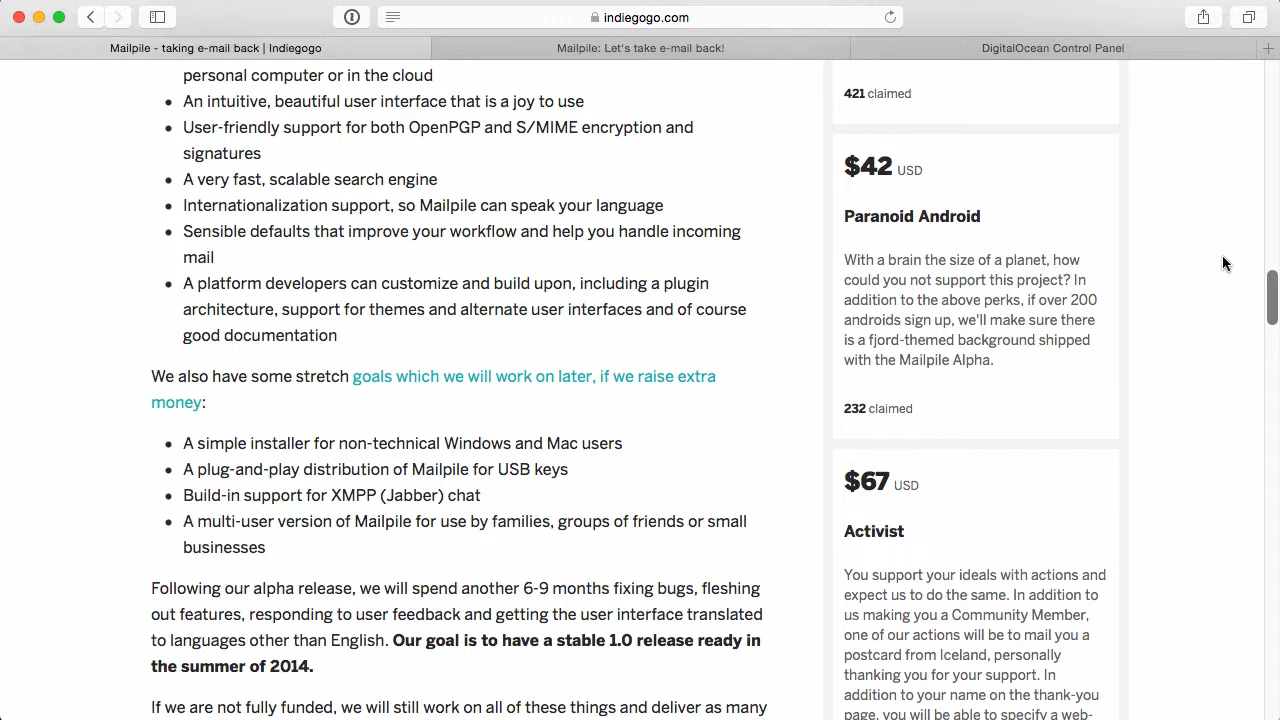 indiegogo.com
Mailpile - taking e-mail back | Indiegogo
Mailpile: Let's take e-mail back!
DigitalOcean Control Panel
personal computer or in the cloud
An intuitive, beautiful user interface that is a joy to use
User-friendly support for both OpenPGP and S/MIME encryption and
signatures
A very fast, scalable search engine
Internationalization support, so Mailpile can speak your language
Sensible defaults that improve your workflow and help you handle incoming
mail
A platform developers can customize and build upon, including a plugin
architecture, support for themes and alternate user interfaces and of course
good documentation
We also have some stretch goals which we will work on later, if we raise extra
money:
A simple installer for non-technical Windows and Mac users
A plug-and-play distribution of Mailpile for USB keys
Build-in support for XMPP (Jabber) chat
A multi-user version of Mailpile for use by families, groups of friends or small
businesses
Following our alpha release, we will spend another 6-9 months fixing bugs, fleshing
out features, responding to user feedback and getting the user interface translated
to languages other than English. Our goal is to have a stable 1.0 release ready in
the summer of 2014.
If we are not fully funded, we will still work on all of these things and deliver as many
421 claimed
$42 USD
Paranoid Android
With a brain the size of a planet, how
could you not support this project? In
addition to the above perks, if over 200
androids sign up, we'll make sure there
is a fjord-themed background shipped
with the Mailpile Alpha.
232 claimed
$67 USD
Activist
You support your ideals with actions and
expect us to do the same. In addition to
us making you a Community Member,
one of our actions will be to mail you a
postcard from Iceland, personally
thanking you for your support. In
addition to your name on the thank-you
page, you will be able to specify a web-